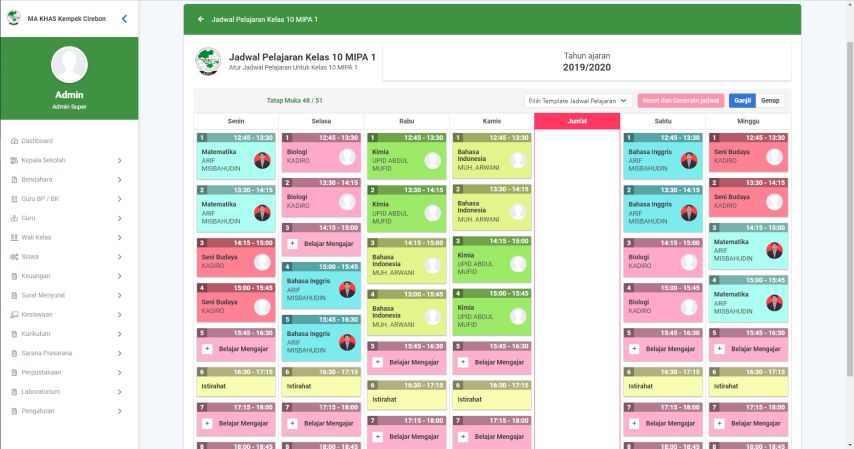 MA KHAS Kempek Cirebon
Admin
Admin Super
Dashboard
Kepala Sekolah
Bendahara
Guru BP / BK
Guru
Wali Kelas
Siswa
Keuangan
Surat Menyurat
Kesiswaan
Kurikulum
Sarana Prasarana
Perpustakaan
Laboratorium
Pengaturan
Jadwal Pelajaran Kelas 10 MIPA 1
Jadwal Pelajaran Kelas 10 MIPA 1
Atur Jadwal Pelajaran Untuk Kelas 10 MIPA 1
Tahun ajaran
2019/2020
Tatap Muka 48 / 51
Pilih Template Jadwal Pelajaran
Reset dan Generate jadwal
Ganjil
Genap
Senin
1 12:45 - 13:30
Matematika
ARIF
MISBAHUDIN
2 13:30 - 14:15
Matematika
ARIF
MISBAHUDIN
3 14:15 - 15:00
Seni Budaya
KADIRO
4 15:00 - 15:45
Seni Budaya
KADIRO
5 15:45 - 16:30
+ Belajar Mengajar
6 16:30 - 17:15
Istirahat
7 17:15 - 18:00
+ Belajar Mengajar
8 18:00 - 18:45
Selasa
1 12:45 - 13:30
Biologi
KADIRO
2 13:30 - 14:15
Biologi
KADIRO
3 14:15 - 15:00
+ Belajar Mengajar
4 15:00 - 15:45
Bahasa Inggris
ARIF
MISBAHUDIN
5 15:45 - 16:30
Bahasa Inggris
ARIF
MISBAHUDIN
6 16:30 - 17:15
Istirahat
7 17:15 - 18:00
+ Belajar Mengajar
8 18:00 - 18:45
Rabu
1 12:45 - 13:30
Kimia
UPID ABDUL
MUFID
2 13:30 - 14:15
Kimia
UPID ABDUL
MUFID
3 14:15 - 15:00
Bahasa
Indonesia
MUH. ARWANI
4 15:00 - 15:45
Bahasa
Indonesia
MUH. ARWANI
5 15:45 - 16:30
+ Belajar Mengajar
6 16:30 - 17:15
Istirahat
7 17:15 - 18:00
+ Belajar Mengajar
Kamis
1 12:45 - 13:30
Bahasa
Indonesia
MUH. ARWANI
2 13:30 - 14:15
Bahasa
Indonesia
MUH. ARWANI
3 14:15 - 15:00
Kimia
UPID ABDUL
MUFID
4 15:00 - 15:45
Kimia
UPID ABDUL
MUFID
5 15:45 - 16:30
+ Belajar Mengajar
6 16:30 - 17:15
Istirahat
7 17:15 - 18:00
+ Belajar Mengajar
Jum'at
Sabtu
1 12:45 - 13:30
Bahasa Inggris
ARIF
MISBAHUDIN
2 13:30 - 14:15
Bahasa Inggris
ARIF
MISBAHUDIN
3 14:15 - 15:00
Biologi
KADIRO
4 15:00 - 15:45
Biologi
KADIRO
5 15:45 - 16:30
+ Belajar Mengajar
6 16:30 - 17:15
Istirahat
7 17:15 - 18:00
+ Belajar Mengajar
8 18:00 - 18:45
Minggu
1 12:45 - 13:30
Seni Budaya
KADIRO
2 13:30 - 14:15
Seni Budaya
KADIRO
3 14:15 - 15:00
Matematika
ARIF
MISBAHUDIN
4 15:00 - 15:45
Matematika
ARIF
MISBAHUDIN
5 15:45 - 16:30
+ Belajar Mengajar
6 16:30 - 17:15
Istirahat
7 17:15 - 18:00
+ Belajar Mengajar
8 18:00 - 18:45